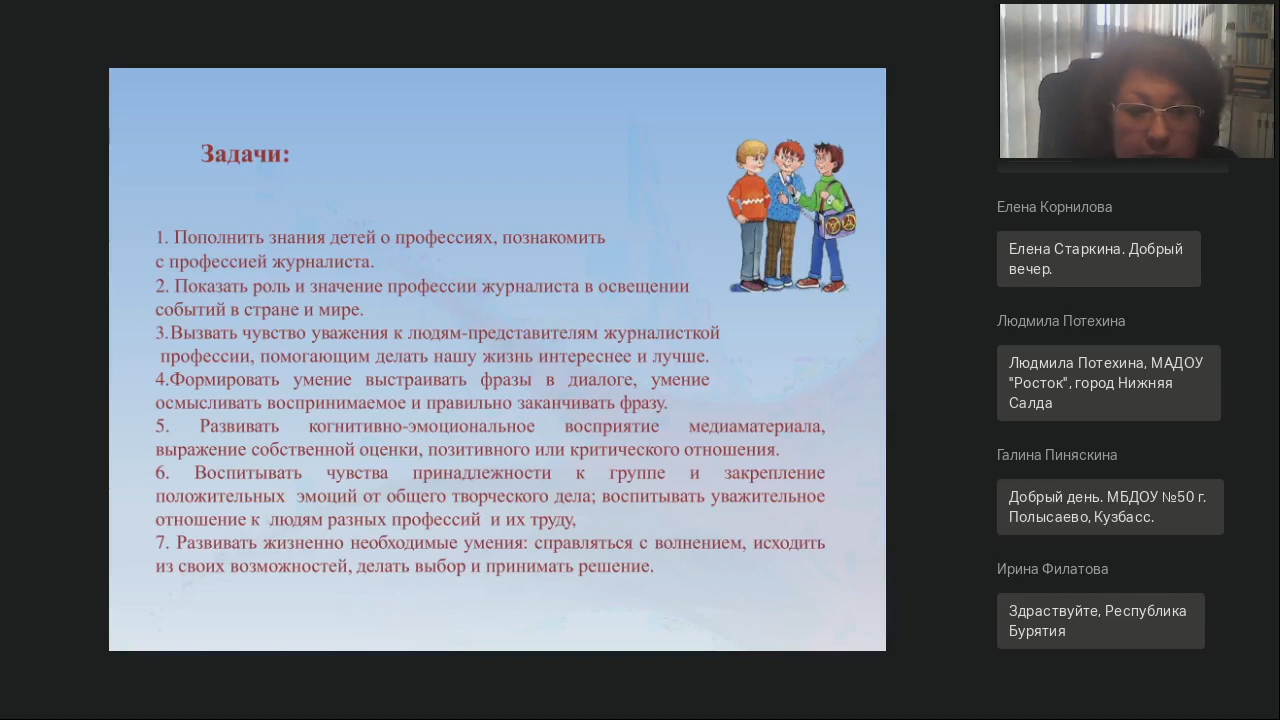 Задачи:
1. Пополнить знания детей о профессиях, познакомить
с профессией журналиста.
2. Показать роль и значение профессии журналиста в освещении
событий в стране и мире.
3.Вызвать чувство уважения к людям-представителям журналисткой
профессии, помогающим делать нашу жизнь интереснее и лучше.
4.Формировать умение выстраивать фразы в диалоге, умение
осмысливать воспринимаемое и правильно заканчивать фразу.
5. Развивать когнитивно-эмоциональное восприятие медиаматериала,
выражение собственной оценки, позитивного или критического отношения.
6. Воспитывать чувства принадлежности к группе и закрепление
положительных эмоций от общего творческого дела; воспитывать уважительное
отношение к людям разных профессий и их труду,
7. Развивать жизненно необходимые умения: справляться с волнением, исходить
из своих возможностей, делать выбор и принимать решение.
Елена Корнилова
Елена Старкина. Добрый
вечер.
Людмила Потехина
Людмила Потехина, МАДОУ
"Росток", город Нижняя
Салда
Галина Пиняскина
Добрый день. МБДОУ №50 г.
Полысаево, Кузбасс.
Ирина Филатова
Здраствуйте, Республика
Бурятия